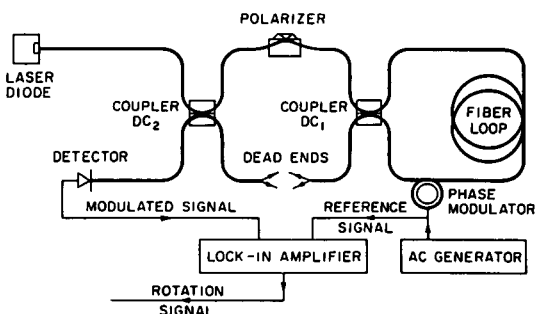 POLARIZER
LASER
DIODE
COUPLER
DC2
COUPLER
DC1
FIBER
LOOP
DETECTOR
DEAD ENDS
PHASE
MODULATOR
MODULATED SIGNAL
REFERENCE
SIGNAL
LOCK-IN AMPLIFIER
AC GENERATOR
ROTATION
SIGNAL